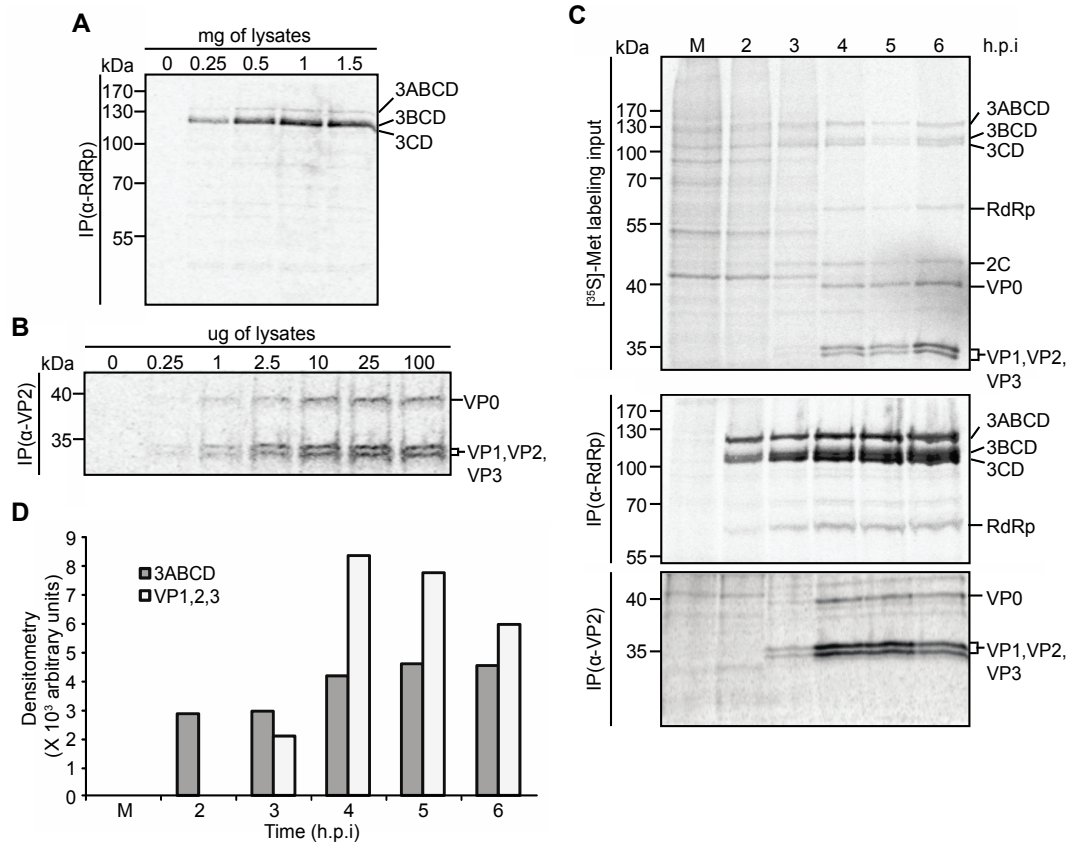 A
mg of lysates
kDa 0 0.25 0.5 1 1.5
IP(α-RdRp)
170
130
100
70
55
3ABCD
3BCD
3CD
B
ug of lysates
kDa 0 0.25 1 2.5 10 25 100
IP(α-VP2)
40
35
VP0
VP1,VP2,
VP3
D
Densitometry
(X 10³ arbitrary units)
9
8
7
6
5
4
3
2
1
0
3ABCD
VP1,2,3
M 2 3 4 5 6
Time (h.p.i)
C
kDa M 2 3 4 5 6 h.p.i
[³⁵S]-Met labeling input
170
130
100
70
55
40
35
3ABCD
3BCD
3CD
RdRp
2C
VP0
VP1,VP2,
VP3
IP(α-RdRp)
170
130
100
70
55
3ABCD
3BCD
3CD
RdRp
IP(α-VP2)
40
35
VP0
VP1,VP2,
VP3